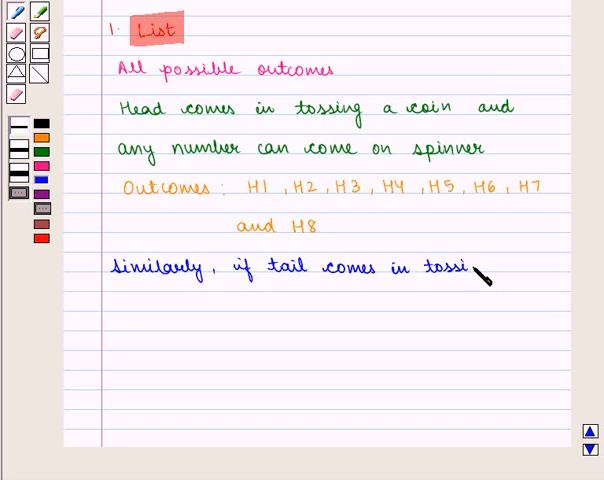 1. List
All possible outcomes
Head comes in tossing a coin and
any number can come on spinner
Outcomes : H1 , H2 , H3 , H4 , H5 , H6 , H7
and H8
Similarly, if tail comes in tossi